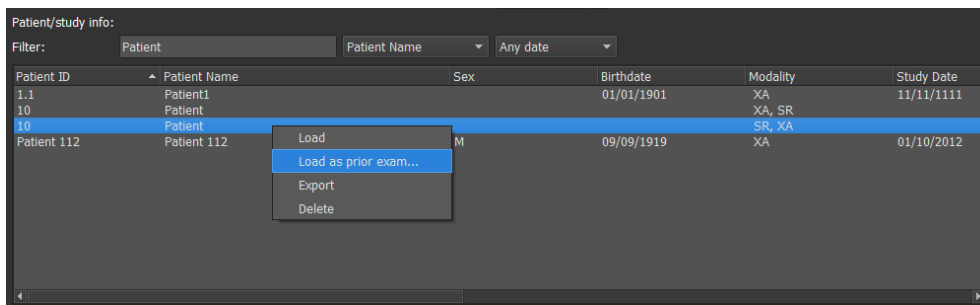 Patient/study info:
Filter: Patient Patient Name Any date
Patient ID Patient Name Sex Birthdate Modality Study Date
1.1 Patient1 01/01/1901 XA 11/11/1111
10 Patient XA, SR
10 Patient SR, XA
Patient 112 Patient 112 M 09/09/1919 XA 01/10/2012
Load
Load as prior exam...
Export
Delete